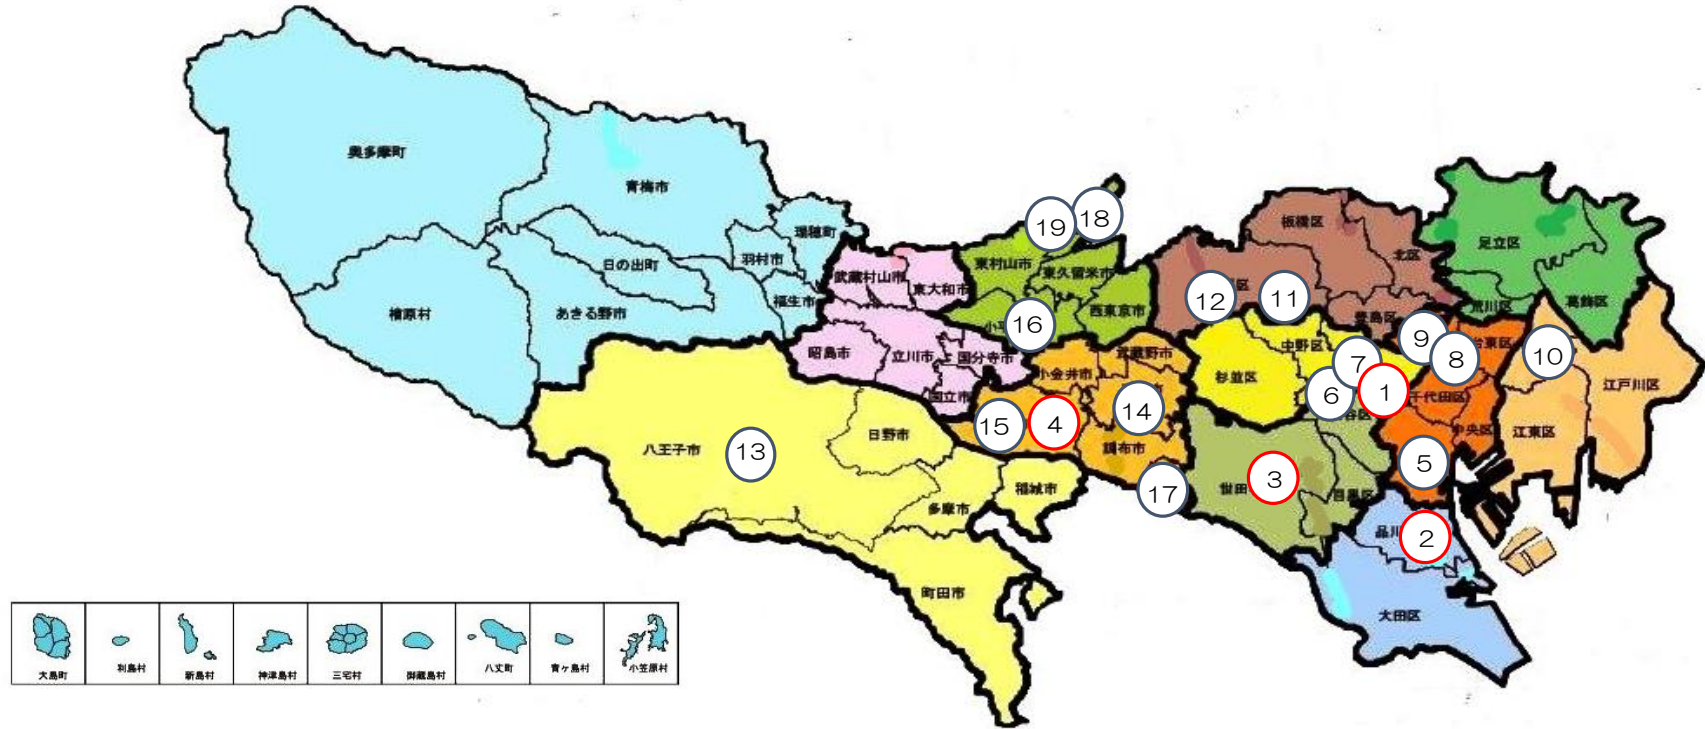 奥多摩町
青梅市
瑞穂町
羽村市
日の出町
福生市
あきる野市
檜原村
武蔵村山市
東大和市
昭島市
立川市
国分寺市
国立市
19
18
東村山市
東久留米市
西東京市
小平
16
板橋区
北区
12
区
11
豊島区
足立区
荒川区
葛飾区
中野区
杉並区
7
6
1
9
8
台東区
千代田区
中央区
5
10
江戸川区
江東区
武蔵野市
小金井市
14
15
4
調布市
17
世田
3
目黒区
谷区
品川
2
大田区
八王子市
13
日野市
多摩市
稲城市
町田市
大島町
利島村
新島村
神津島村
三宅村
御蔵島村
八丈町
青ヶ島村
小笠原村